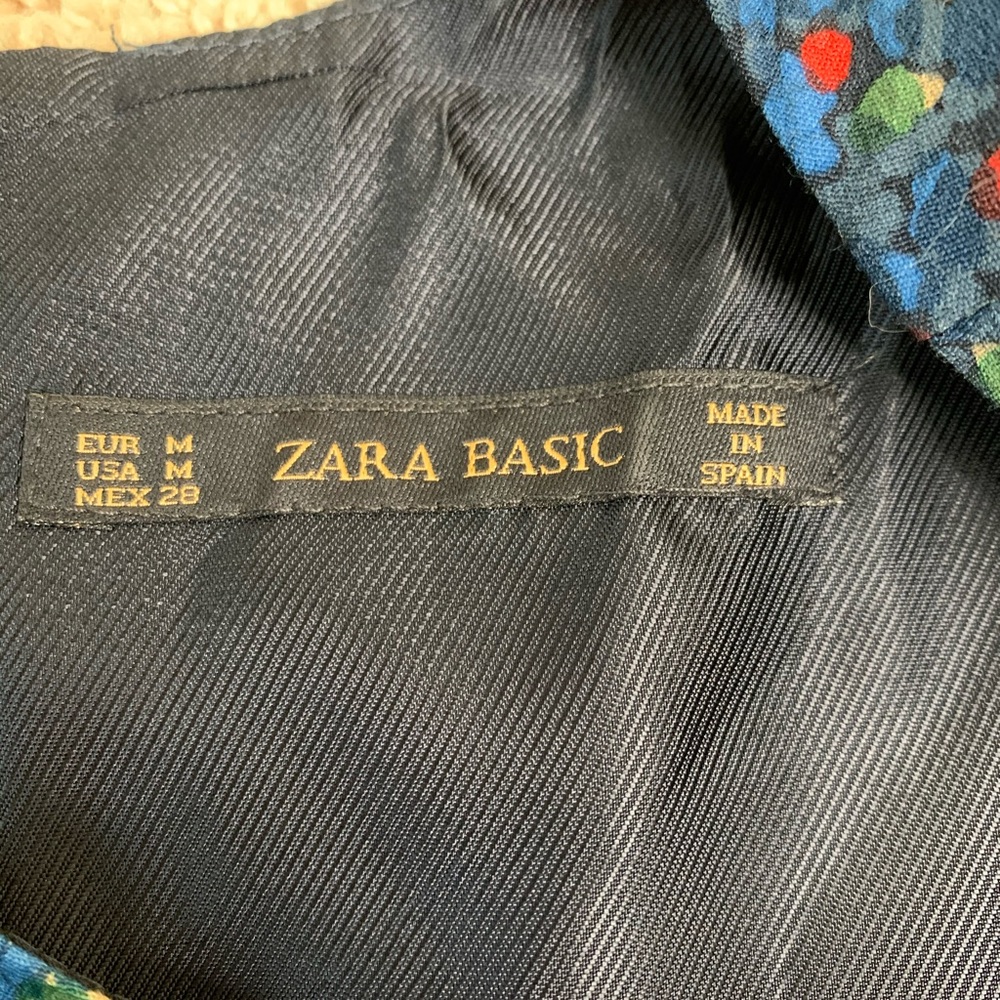 EUR M
USA M
MEX 28
ZARA BASIC
MADE
IN
SPAIN